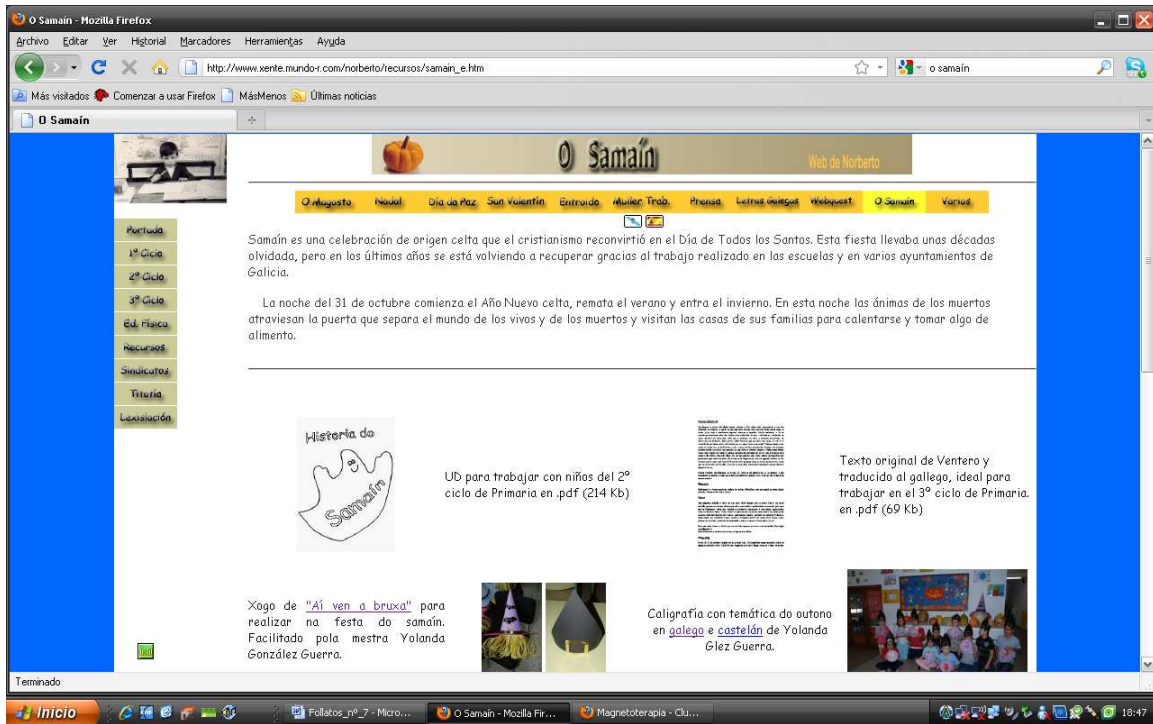 O Samaín - Mozilla Firefox
Archivo Editar Ver Historial Marcadores Herramientas Ayuda
http://www.xente.mundo-r.com/norberto/recursos/samain_e.htm
o samaín
Más visitados Comenzar a usar Firefox MásMenos Últimas noticias
O Samaín
O Samaín
Web de Norberto
O Magosto Nadal Día da Paz San Valentín Entroido Muller Trab. Prensa Letras Galegas Webquest O Samaín Varios
Portada
1º Ciclo
2º Ciclo
3º Ciclo
Ed. Física
Recursos
Sindicatos
Titoría
Lexislación
Samaín es una celebración de origen celta que el cristianismo reconvirtió en el Día de Todos los Santos. Esta fiesta llevaba unas décadas
olvidada, pero en los últimos años se está volviendo a recuperar gracias al trabajo realizado en las escuelas y en varios ayuntamientos de
Galicia.
La noche del 31 de octubre comienza el Año Nuevo celta, remata el verano y entra el invierno. En esta noche las ánimas de los muertos
atraviesan la puerta que separa el mundo de los vivos y de los muertos y visitan las casas de sus familias para calentarse y tomar algo de
alimento.
Historia do
Samaín
UD para trabajar con niños del 2º
ciclo de Primaria en .pdf (214 Kb)
Texto original de Ventero y
traducido al gallego, ideal para
trabajar en el 3º ciclo de Primaria.
en .pdf (69 Kb)
Xogo de "Aí ven a bruxa" para
realizar na festa do samaín.
Facilitado pola mestra Yolanda
González Guerra.
Caligrafía con temática do outono
en galego e castelán de Yolanda
Glez Guerra.
Terminado
Inicio
Follatos_nº_7 - Micro...
O Samaín - Mozilla Fir...
Magnetoterapia - Clu...
18:47